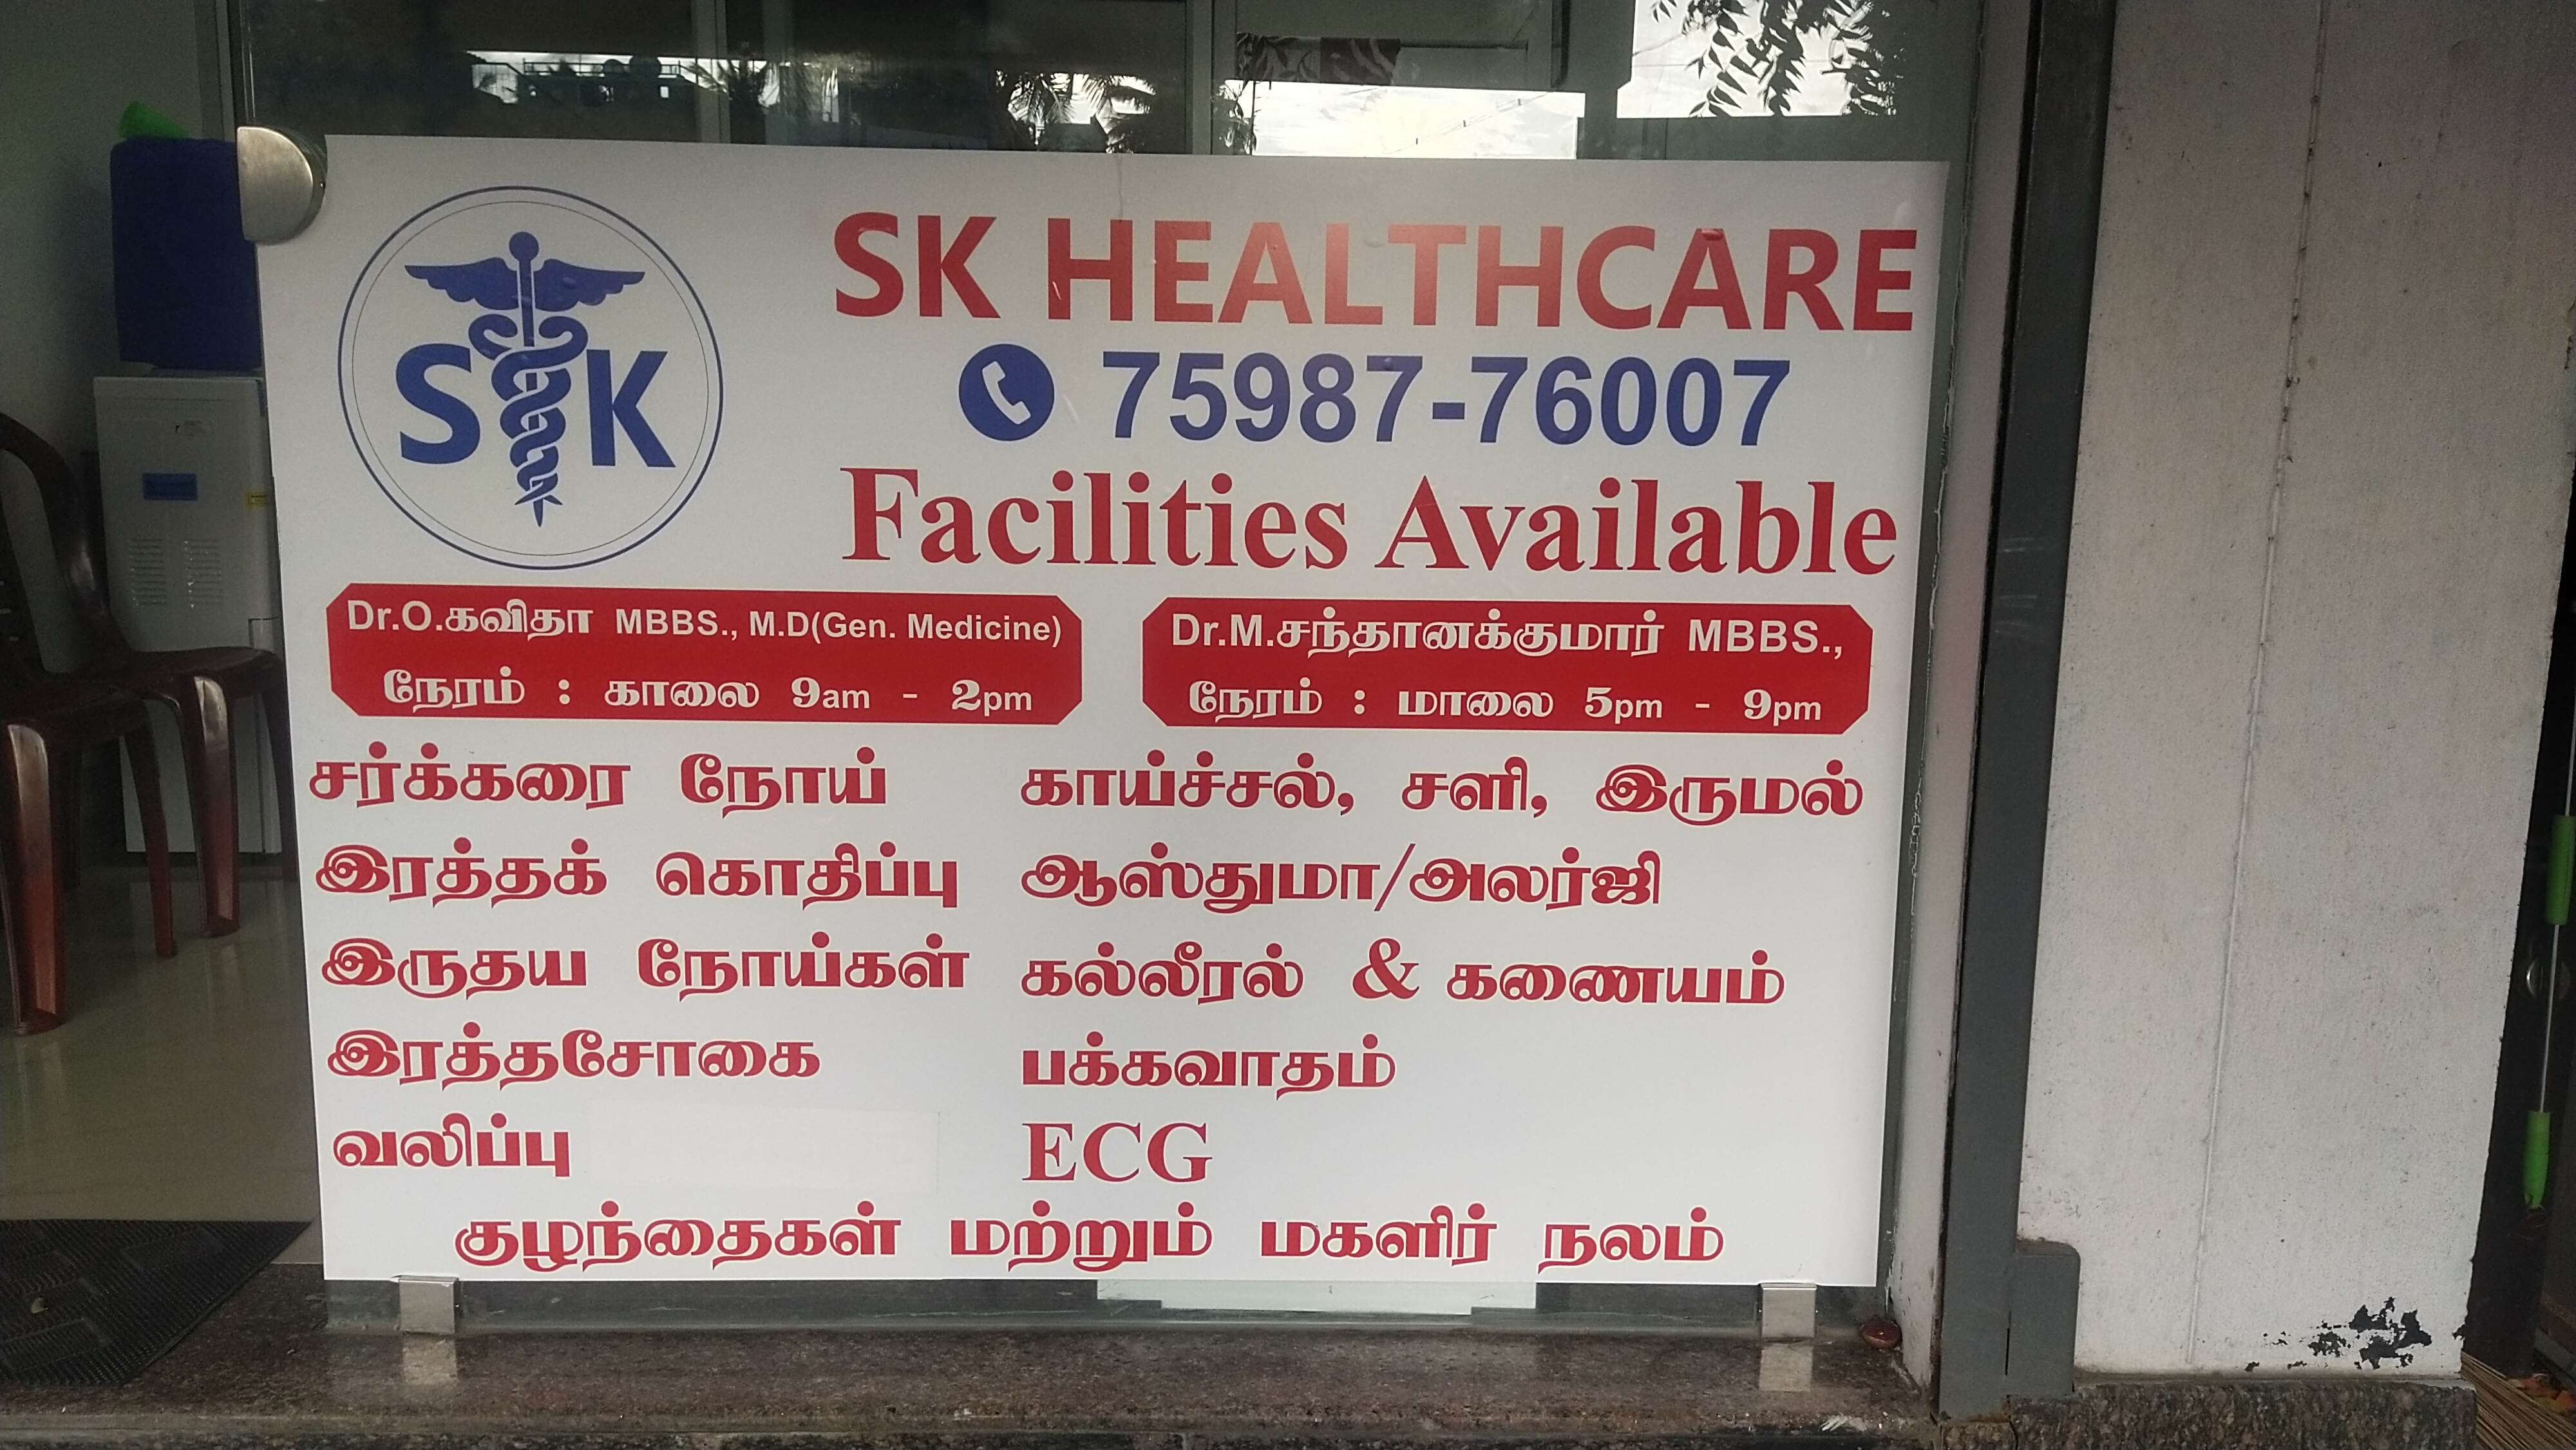 SK
SK HEALTHCARE
75987-76007
Facilities Available
Dr.O.கவிதா MBBS., M.D(Gen. Medicine)
நேரம் : காலை 9am - 2pm
Dr.M.சந்தானக்குமார் MBBS.,
நேரம் : மாலை 5pm - 9pm
சர்க்கரை நோய்
இரத்தக் கொதிப்பு
இருதய நோய்கள்
இரத்தசோகை
வலிப்பு
காய்ச்சல், சளி, இருமல்
ஆஸ்துமா/அலர்ஜி
கல்லீரல் & கணையம்
பக்கவாதம்
ECG
குழந்தைகள் மற்றும் மகளிர் நலம்